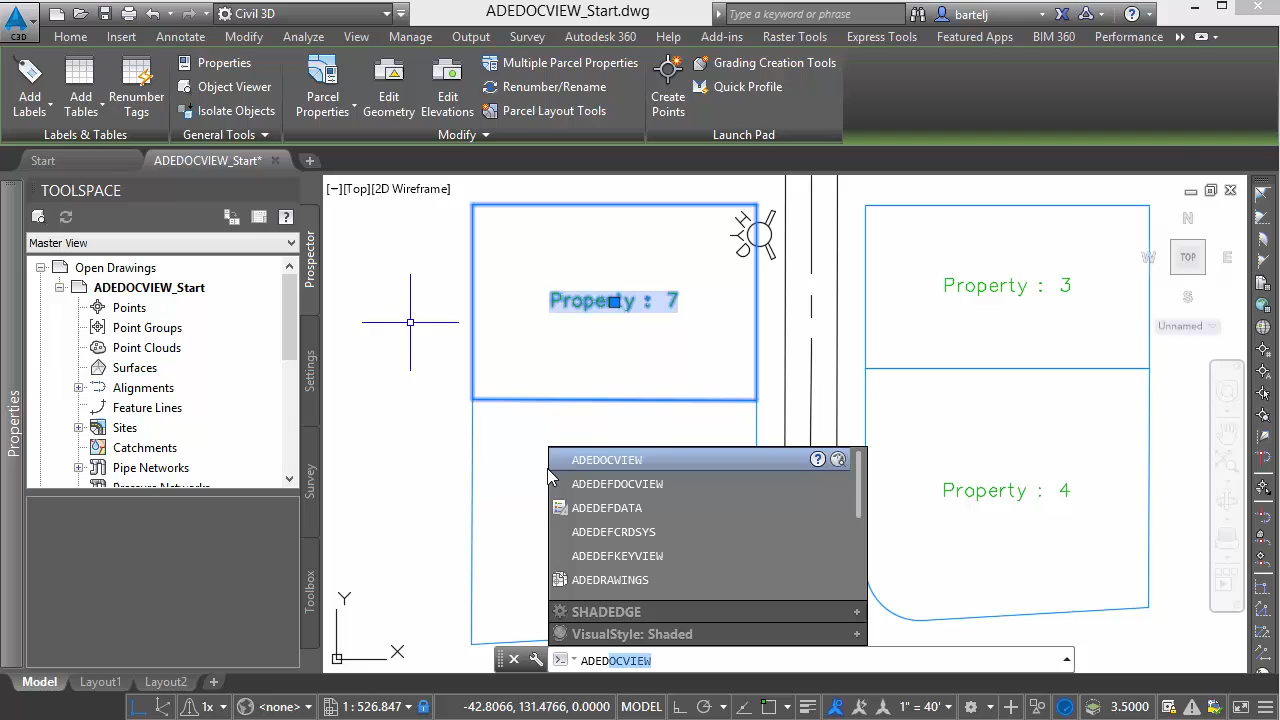 Civil 3D
ADEDOCVIEW_Start.dwg
Type a keyword or phrase
bartelj
C3D
Home Insert Annotate Modify Analyze View Manage Output Survey Autodesk 360 Help Add-ins Raster Tools Express Tools Featured Apps BIM 360 Performance
Add Labels
Add Tables
Renumber Tags
Labels & Tables
Properties
Object Viewer
Isolate Objects
General Tools
Parcel Properties
Edit Geometry
Edit Elevations
Multiple Parcel Properties
Renumber/Rename
Parcel Layout Tools
Modify
Create Points
Grading Creation Tools
Quick Profile
Launch Pad
Start
ADEDOCVIEW_Start*
TOOLSPACE
Master View
Open Drawings
ADEDOCVIEW_Start
Points
Point Groups
Point Clouds
Surfaces
Alignments
Feature Lines
Sites
Catchments
Pipe Networks
Prospector
Settings
Survey
Toolbox
Properties
[−][Top][2D Wireframe]
HYD
Property : 7
Property : 3
Property : 4
N
W TOP E
S
Unnamed
Y
X
ADEDOCVIEW
ADEDEFDOCVIEW
ADEDEFDATA
ADEDEFCRDSYS
ADEDEFKEYVIEW
ADEDRAWINGS
SHADEDGE
VisualStyle: Shaded
ADEDOCVIEW
Model Layout1 Layout2
1x <none> 1: 526.847 -42.8066, 131.4766, 0.0000 MODEL 1" = 40' 3.5000